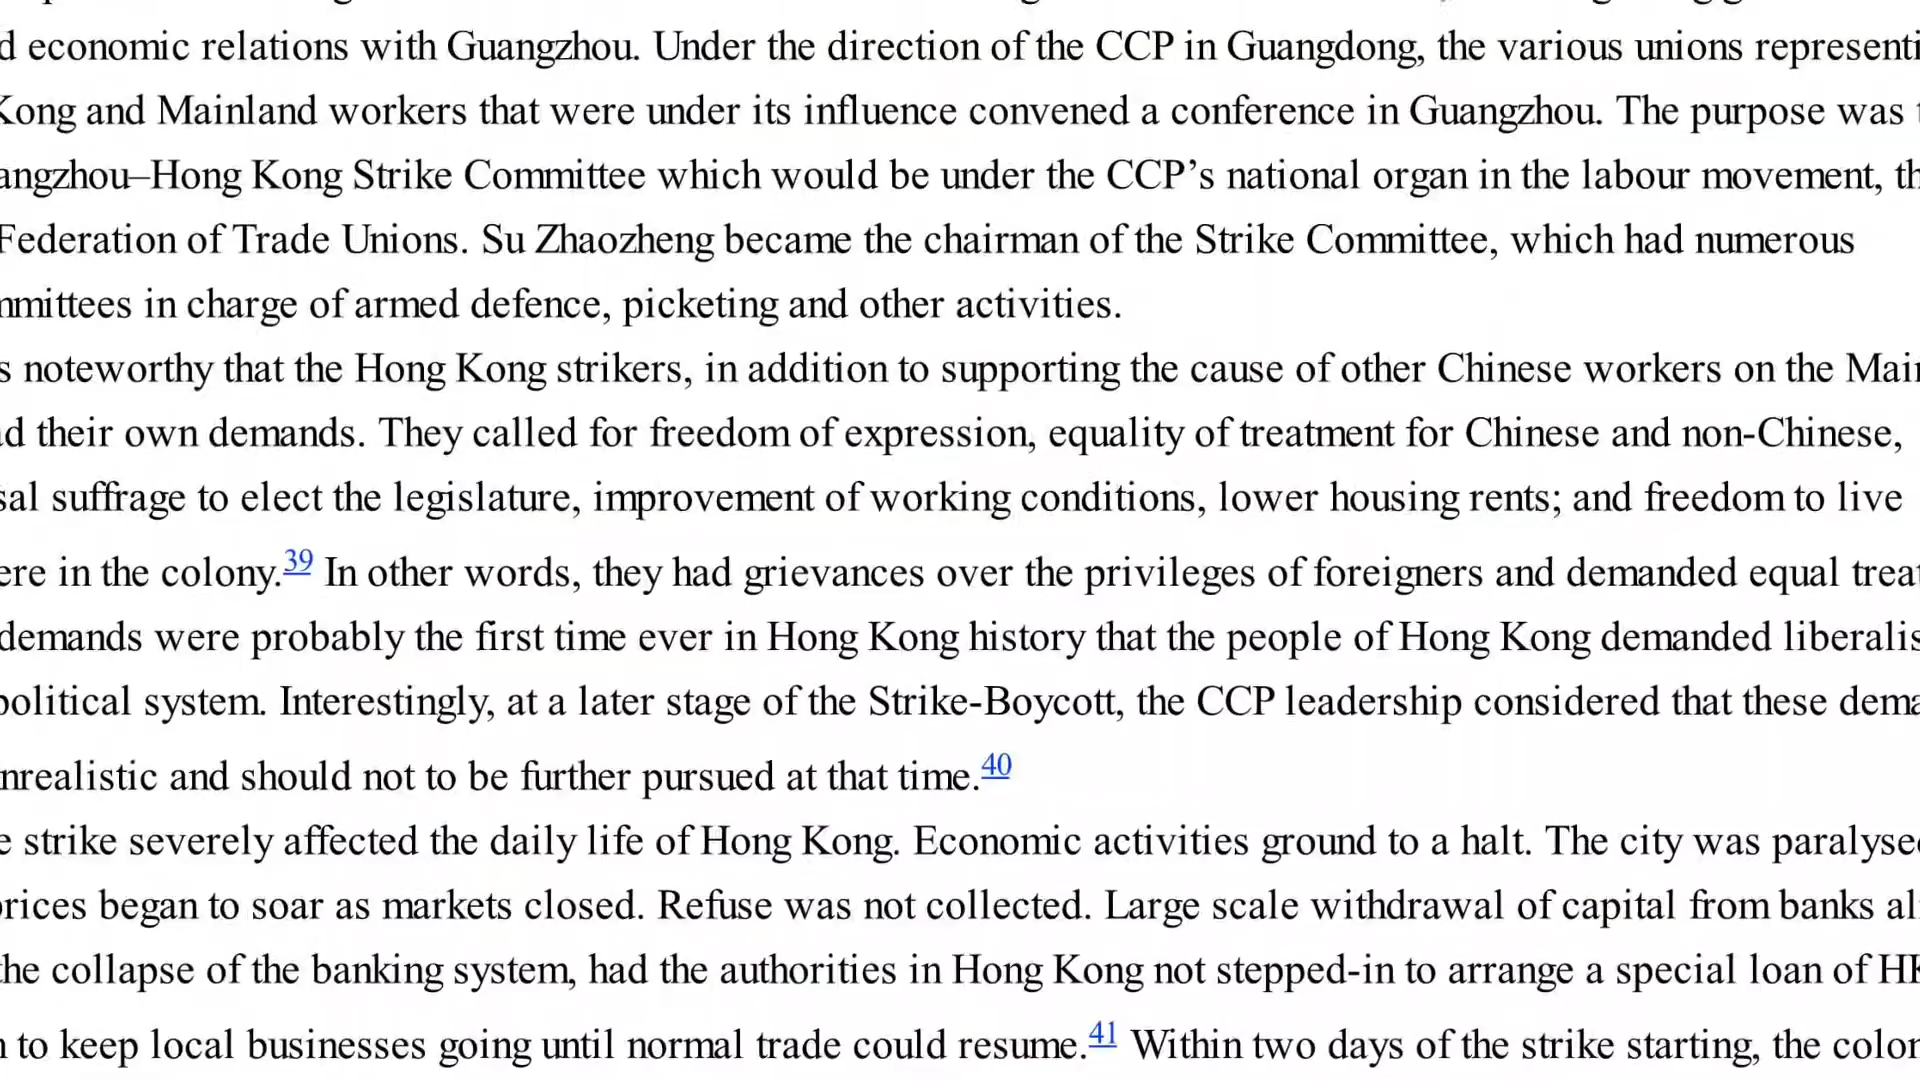 d economic relations with Guangzhou. Under the direction of the CCP in Guangdong, the various unions representi
Kong and Mainland workers that were under its influence convened a conference in Guangzhou. The purpose was t
angzhou–Hong Kong Strike Committee which would be under the CCP’s national organ in the labour movement, th
Federation of Trade Unions. Su Zhaozheng became the chairman of the Strike Committee, which had numerous
mmittees in charge of armed defence, picketing and other activities.
s noteworthy that the Hong Kong strikers, in addition to supporting the cause of other Chinese workers on the Main
d their own demands. They called for freedom of expression, equality of treatment for Chinese and non-Chinese,
sal suffrage to elect the legislature, improvement of working conditions, lower housing rents; and freedom to live
ere in the colony.39 In other words, they had grievances over the privileges of foreigners and demanded equal treat
demands were probably the first time ever in Hong Kong history that the people of Hong Kong demanded liberalis
political system. Interestingly, at a later stage of the Strike-Boycott, the CCP leadership considered that these dema
nrealistic and should not to be further pursued at that time.40
e strike severely affected the daily life of Hong Kong. Economic activities ground to a halt. The city was paralysed
prices began to soar as markets closed. Refuse was not collected. Large scale withdrawal of capital from banks al
the collapse of the banking system, had the authorities in Hong Kong not stepped-in to arrange a special loan of HK
n to keep local businesses going until normal trade could resume.41 Within two days of the strike starting, the colon